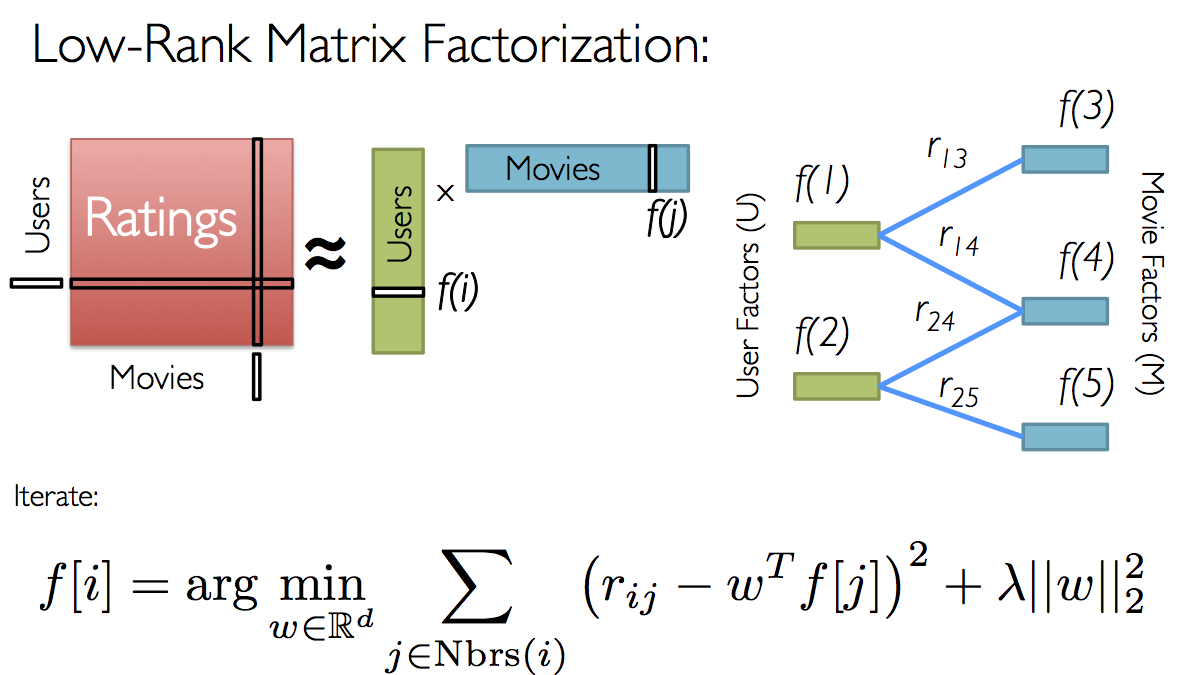 Low-Rank Matrix Factorization:
Users
Ratings
Movies
≈
Users
f(i)
x
Movies
f(j)
User Factors (U)
f(1)
f(2)
r13
r14
r24
r25
f(3)
f(4)
f(5)
Movie Factors (M)
Iterate:
f[i] = arg min_{w∈ℝ^d} ∑_{j∈Nbrs(i)} (r_{ij} − w^T f[j])^2 + λ||w||_2^2